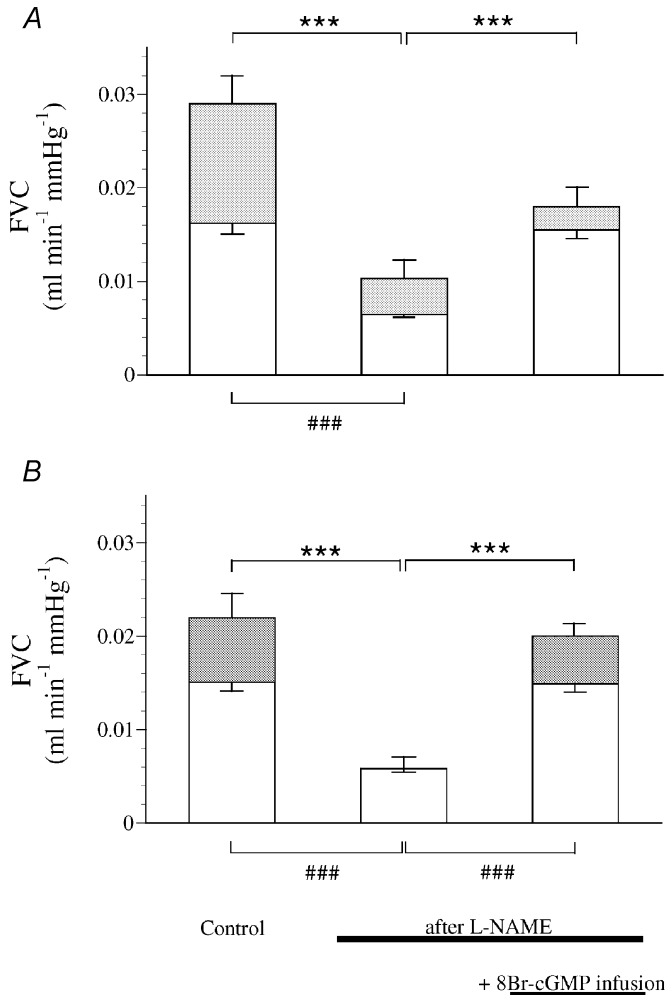 A
*** ***
0.03
0.02
0.01
0
FVC
(ml min-1 mmHg-1)
###
B
*** ***
0.03
0.02
0.01
0
FVC
(ml min-1 mmHg-1)
### ###
Control after L-NAME
+ 8Br-cGMP infusion